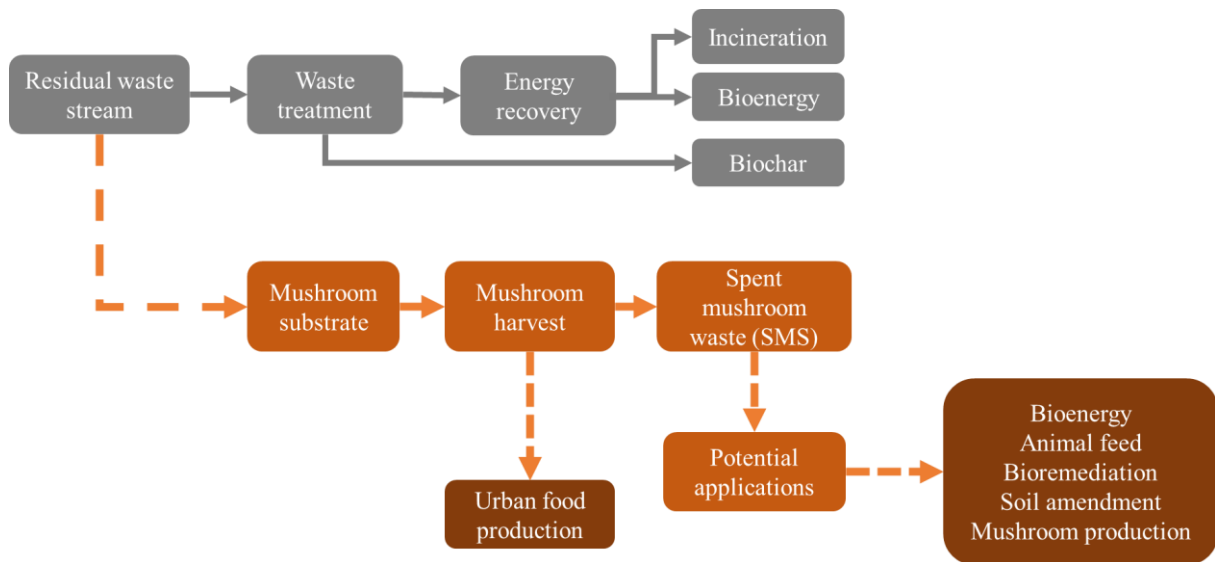 Residual waste
stream
Waste
treatment
Energy
recovery
Incineration
Bioenergy
Biochar
Mushroom
substrate
Mushroom
harvest
Spent
mushroom
waste (SMS)
Urban food
production
Potential
applications
Bioenergy
Animal feed
Bioremediation
Soil amendment
Mushroom production